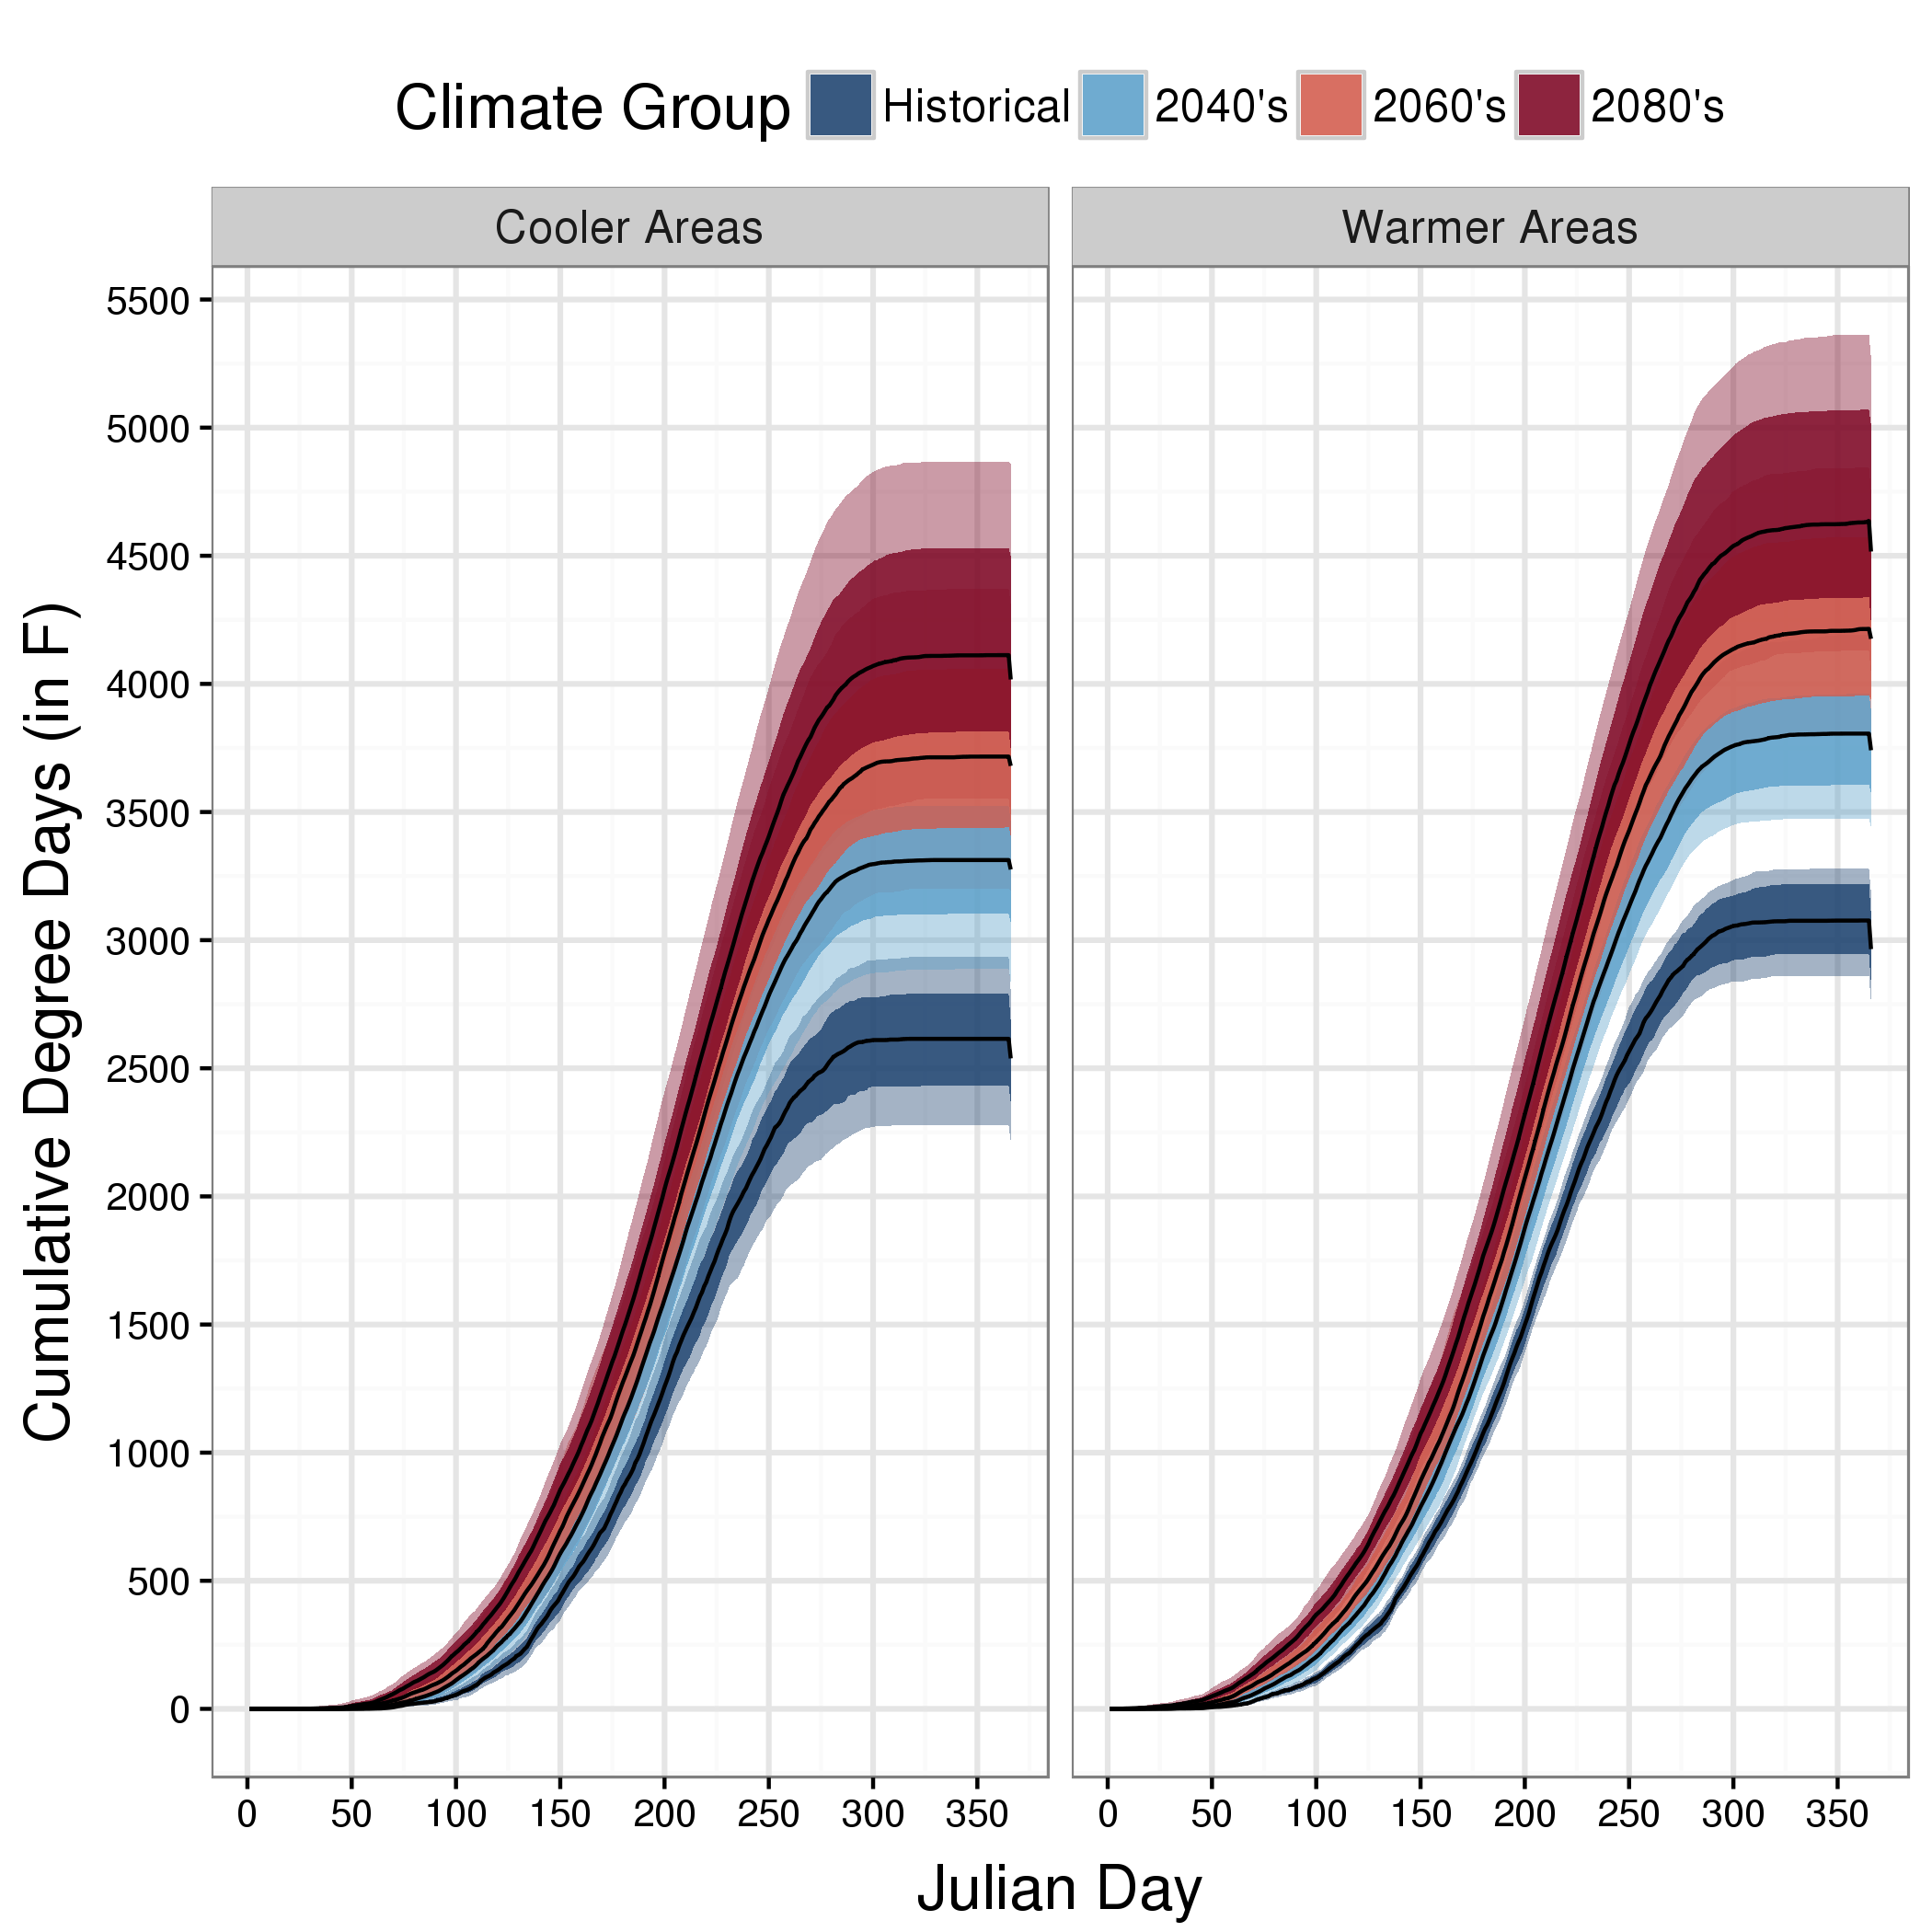 Climate Group Historical 2040's 2060's 2080's
Cooler Areas Warmer Areas
Cumulative Degree Days (in F)
5500
5000
4500
4000
3500
3000
2500
2000
1500
1000
500
0
0 50 100 150 200 250 300 350 0 50 100 150 200 250 300 350
Julian Day